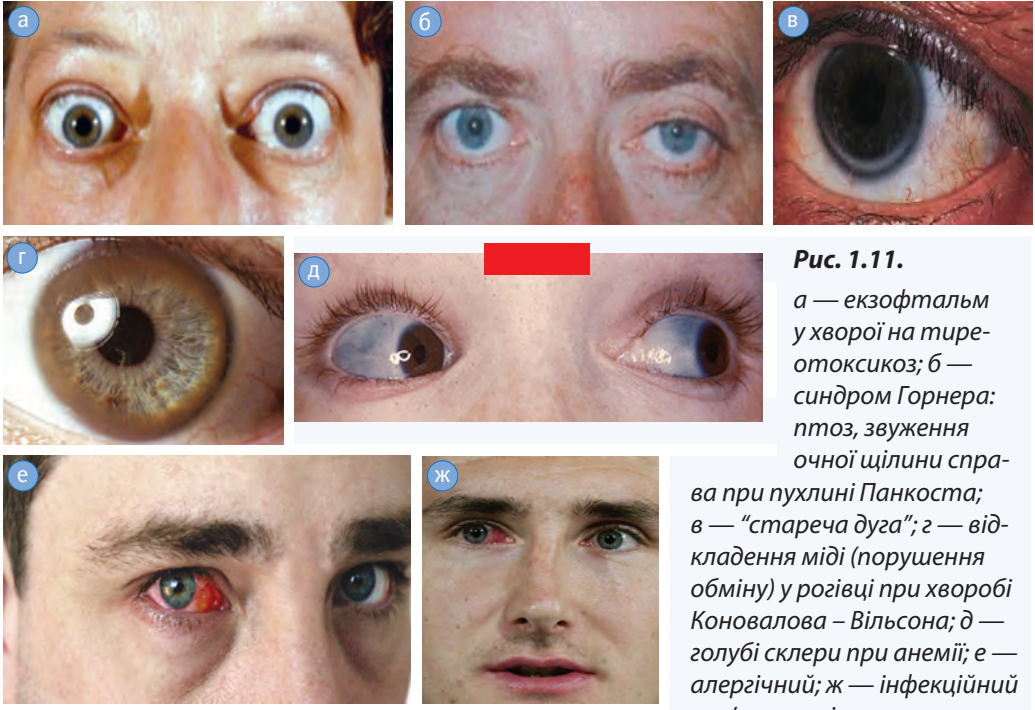 а
б
в
г
д
е
ж
Рис. 1.11.
а — екзофтальм
у хворої на тире-
отоксикоз; б —
синдром Горнера:
птоз, звуження
очної щілини спра-
ва при пухлині Панкоста;
в — “стареча дуга”; г — від-
кладення міді (порушення
обміну) у рогівці при хворобі
Коновалова – Вільсона; д —
голубі склери при анемії; е —
алергічний; ж — інфекційний